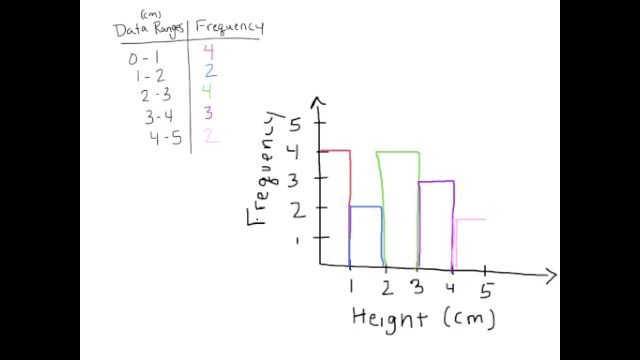 (cm)
Data Ranges Frequency
0-1 4
1-2 2
2-3 4
3-4 3
4-5 2
Frequency
5
4
3
2
1
1 2 3 4 5
Height (cm)